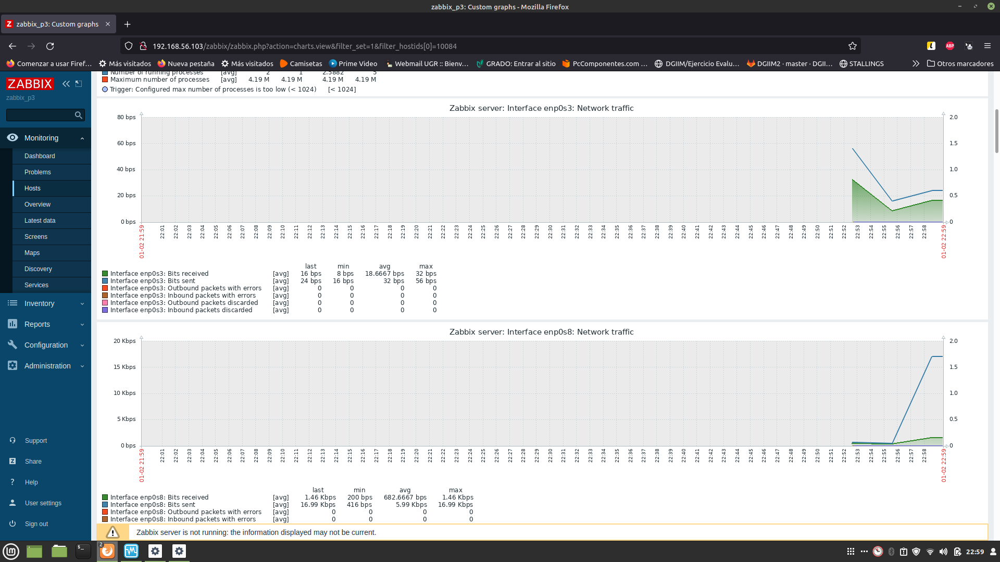 zabbix_p3: Custom graphs - Mozilla Firefox
zabbix_p3: Custom graphs
192.168.56.103/zabbix/zabbix.php?action=charts.view&filter_set=1&filter_hostids[0]=10084
ABP
Comenzar a usar Firef... Más visitados Nueva pestaña Más visitados Camisetas Prime Video Webmail UGR :: Bienv... GRADO: Entrar al sitio PcComponentes.com ... DGIIM/Ejercicio Evalu... DGIIM2 · master · DGII... STALLINGS Otros marcadores
ZABBIX
zabbix_p3
Monitoring
Dashboard
Problems
Hosts
Overview
Latest data
Screens
Maps
Discovery
Services
Inventory
Reports
Configuration
Administration
Support
Share
Help
User settings
Sign out
Number of running processes [avg] 2 1 2.5882 5
Maximum number of processes [avg] 4.19 M 4.19 M 4.19 M 4.19 M
Trigger: Configured max number of processes is too low (< 1024) [< 1024]
Zabbix server: Interface enp0s3: Network traffic
80 bps 2.0
60 bps 1.5
40 bps 1.0
20 bps 0.5
0 bps 0
01-02 21:59 22:01 22:02 22:03 22:04 22:05 22:06 22:07 22:08 22:09 22:10 22:11 22:12 22:13 22:14 22:15 22:16 22:17 22:18 22:19 22:20 22:21 22:22 22:23 22:24 22:25 22:26 22:27 22:28 22:29 22:30 22:31 22:32 22:33 22:34 22:35 22:36 22:37 22:38 22:39 22:40 22:41 22:42 22:43 22:44 22:45 22:46 22:47 22:48 22:49 22:50 22:51 22:52 22:53 22:54 22:55 22:56 22:57 22:58 01-02 22:59
last min avg max
Interface enp0s3: Bits received [avg] 16 bps 8 bps 18.6667 bps 32 bps
Interface enp0s3: Bits sent [avg] 24 bps 16 bps 32 bps 56 bps
Interface enp0s3: Outbound packets with errors [avg] 0 0 0 0
Interface enp0s3: Inbound packets with errors [avg] 0 0 0 0
Interface enp0s3: Outbound packets discarded [avg] 0 0 0 0
Interface enp0s3: Inbound packets discarded [avg] 0 0 0 0
Zabbix server: Interface enp0s8: Network traffic
20 Kbps 2.0
15 Kbps 1.5
10 Kbps 1.0
5 Kbps 0.5
0 bps 0
01-02 21:59 22:01 22:02 22:03 22:04 22:05 22:06 22:07 22:08 22:09 22:10 22:11 22:12 22:13 22:14 22:15 22:16 22:17 22:18 22:19 22:20 22:21 22:22 22:23 22:24 22:25 22:26 22:27 22:28 22:29 22:30 22:31 22:32 22:33 22:34 22:35 22:36 22:37 22:38 22:39 22:40 22:41 22:42 22:43 22:44 22:45 22:46 22:47 22:48 22:49 22:50 22:51 22:52 22:53 22:54 22:55 22:56 22:57 22:58 01-02 22:59
last min avg max
Interface enp0s8: Bits received [avg] 1.46 Kbps 200 bps 682.6667 bps 1.46 Kbps
Interface enp0s8: Bits sent [avg] 16.99 Kbps 416 bps 5.99 Kbps 16.99 Kbps
Interface enp0s8: Outbound packets with errors [avg] 0 0 0 0
Interface enp0s8: Inbound packets with errors [avg] 0 0 0 0
Zabbix server is not running: the information displayed may not be current.
2
22:59